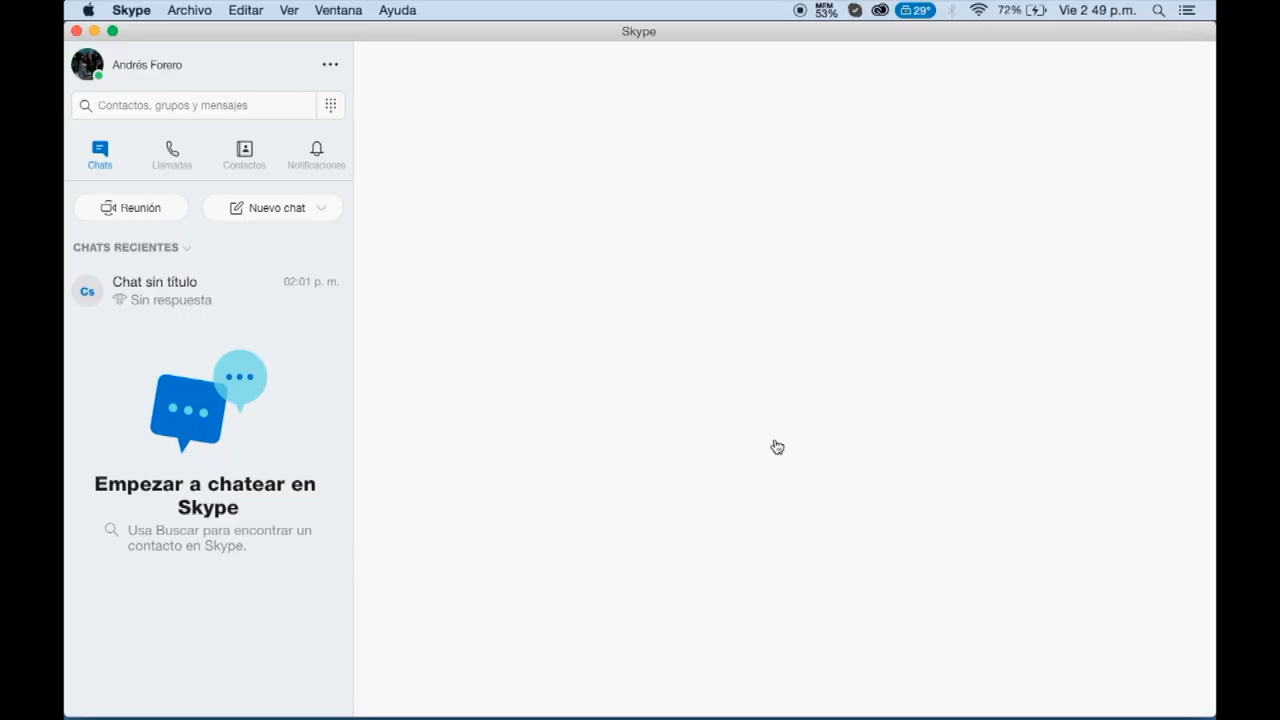 Skype Archivo Editar Ver Ventana Ayuda MEM 53% 29° 72% Vie 2 49 p.m.
Skype
Andrés Forero
Contactos, grupos y mensajes
Chats Llamadas Contactos Notificaciones
Reunión Nuevo chat
CHATS RECIENTES
Chat sin título 02:01 p. m.
Cs
Sin respuesta
Empezar a chatear en
Skype
Usa Buscar para encontrar un
contacto en Skype.